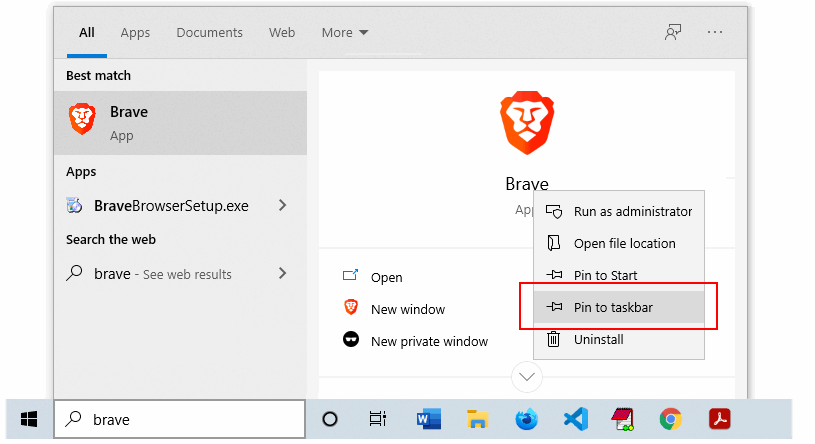 All Apps Documents Web More
Best match
Brave
App
Apps
BraveBrowserSetup.exe
Search the web
brave - See web results
Brave
App
Open
New window
New private window
Run as administrator
Open file location
Pin to Start
Pin to taskbar
Uninstall
brave